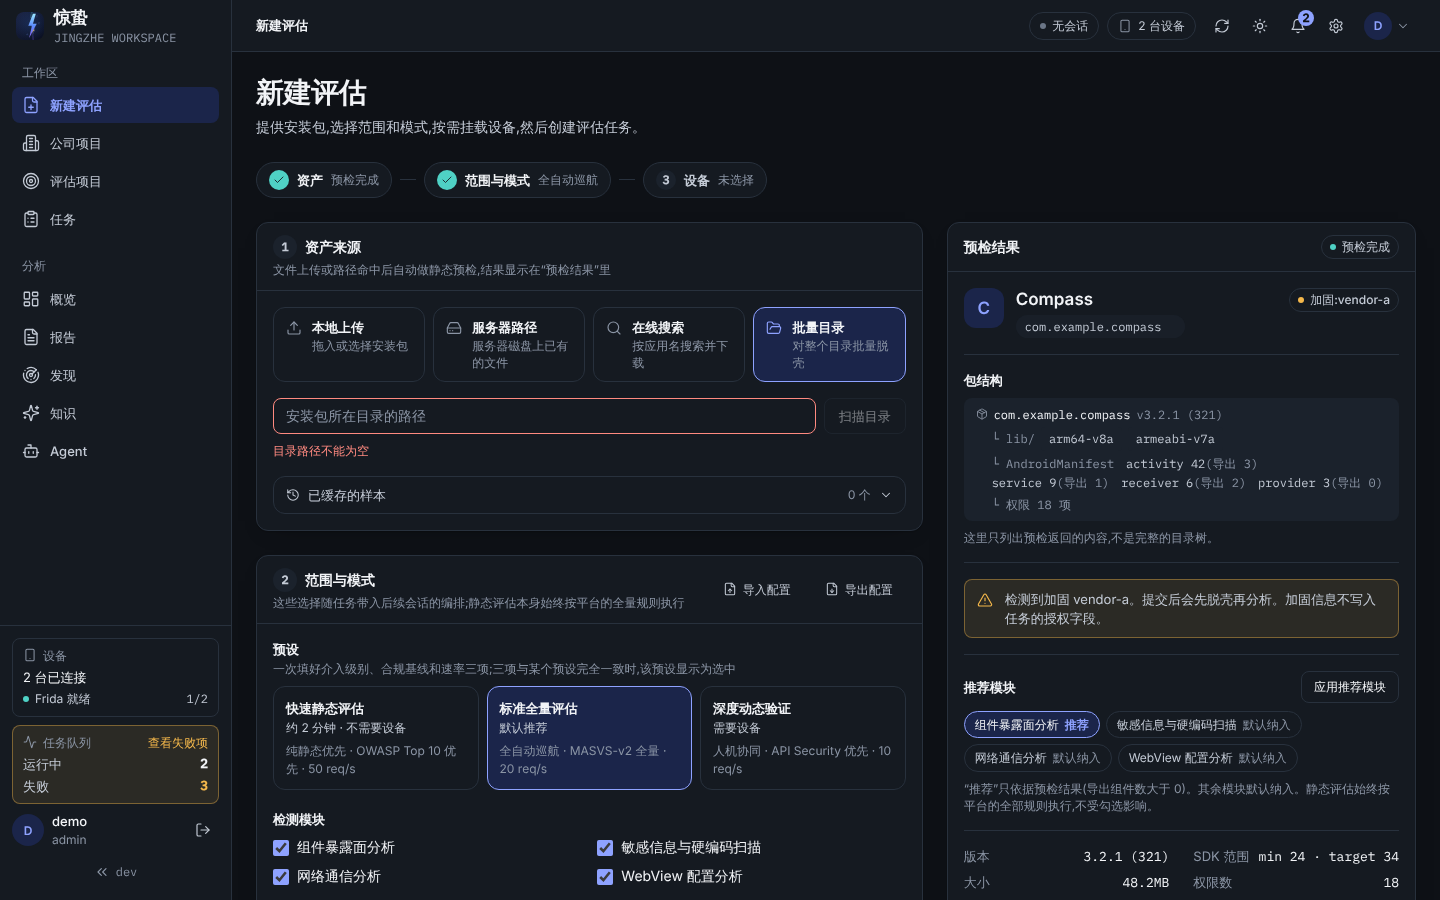 惊蛰
JINGZHE WORKSPACE
工作区
新建评估
公司项目
评估项目
任务
分析
概览
报告
发现
知识
Agent
设备
2 台已连接
Frida 就绪 1/2
任务队列 查看失败项
运行中 2
失败 3
D
demo
admin
dev
新建评估
无会话
2 台设备
2
D
新建评估
提供安装包,选择范围和模式,按需挂载设备,然后创建评估任务。
资产 预检完成
范围与模式 全自动巡航
3 设备 未选择
1 资产来源
文件上传或路径命中后自动做静态预检,结果显示在“预检结果”里
本地上传
拖入或选择安装包
服务器路径
服务器磁盘上已有
的文件
在线搜索
按应用名搜索并下
载
批量目录
对整个目录批量脱
壳
安装包所在目录的路径
扫描目录
目录路径不能为空
已缓存的样本 0 个
2 范围与模式
这些选择随任务带入后续会话的编排;静态评估本身始终按平台的全量规则执行
导入配置
导出配置
预设
一次填好介入级别、合规基线和速率三项;三项与某个预设完全一致时,该预设显示为选中
快速静态评估
约 2 分钟 · 不需要设备
纯静态优先 · OWASP Top 10 优
先 · 50 req/s
标准全量评估
默认推荐
全自动巡航 · MASVS-v2 全量 ·
20 req/s
深度动态验证
需要设备
人机协同 · API Security 优先 · 10
req/s
检测模块
组件暴露面分析
敏感信息与硬编码扫描
网络通信分析
WebView 配置分析
预检结果
预检完成
C
Compass
com.example.compass
加固:vendor-a
包结构
com.example.compass v3.2.1 (321)
└ lib/ arm64-v8a armeabi-v7a
└ AndroidManifest activity 42(导出 3)
service 9(导出 1) receiver 6(导出 2) provider 3(导出 0)
└ 权限 18 项
这里只列出预检返回的内容,不是完整的目录树。
检测到加固 vendor-a。提交后会先脱壳再分析。加固信息不写入
任务的授权字段。
推荐模块
应用推荐模块
组件暴露面分析 推荐
敏感信息与硬编码扫描 默认纳入
网络通信分析 默认纳入
WebView 配置分析 默认纳入
“推荐”只依据预检结果(导出组件数大于 0)。其余模块默认纳入。静态评估始终按
平台的全部规则执行,不受勾选影响。
版本 3.2.1 (321)
SDK 范围 min 24 · target 34
大小 48.2MB
权限数 18